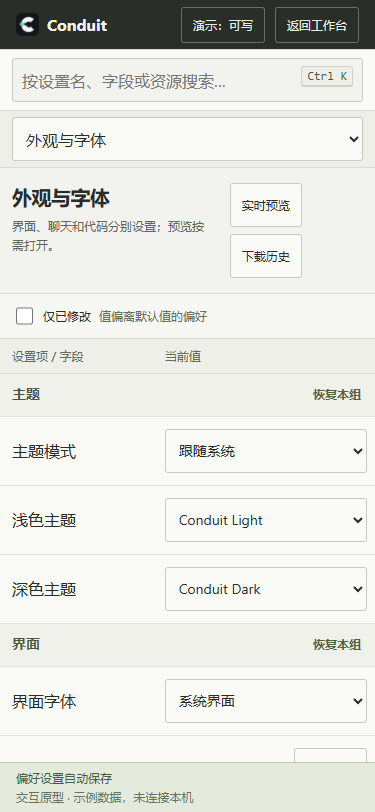 Conduit
演示：可写
返回工作台
按设置名、字段或资源搜索...
Ctrl K
外观与字体
外观与字体
界面、聊天和代码分别设置；预览按
需打开。
实时预览
下载历史
仅已修改 值偏离默认值的偏好
设置项 / 字段 当前值
主题 恢复本组
主题模式 跟随系统
浅色主题 Conduit Light
深色主题 Conduit Dark
界面 恢复本组
界面字体 系统界面
偏好设置自动保存
交互原型 · 示例数据，未连接本机